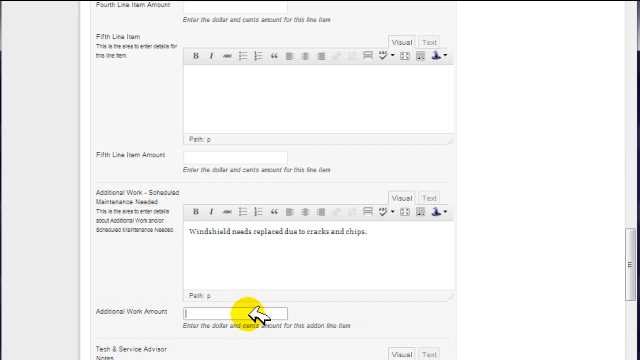 Fourth Line Item Amount
Enter the dollar and cents amount for this line item
Fifth Line Item
This is the area to enter details for
this line item.
Visual Text
B I ABC
Path: p
Fifth Line Item Amount
Enter the dollar and cents amount for this line item
Additional Work - Scheduled
Maintenance Needed
This is the area to enter details
about Additional Work and/or
Scheduled Maintenance Needed.
Visual Text
B I ABC
Windshield needs replaced due to cracks and chips.
Path: p
Additional Work Amount
Enter the dollar and cents amount for this addon line item
Tech & Service Advisor
Notes
Visual Text